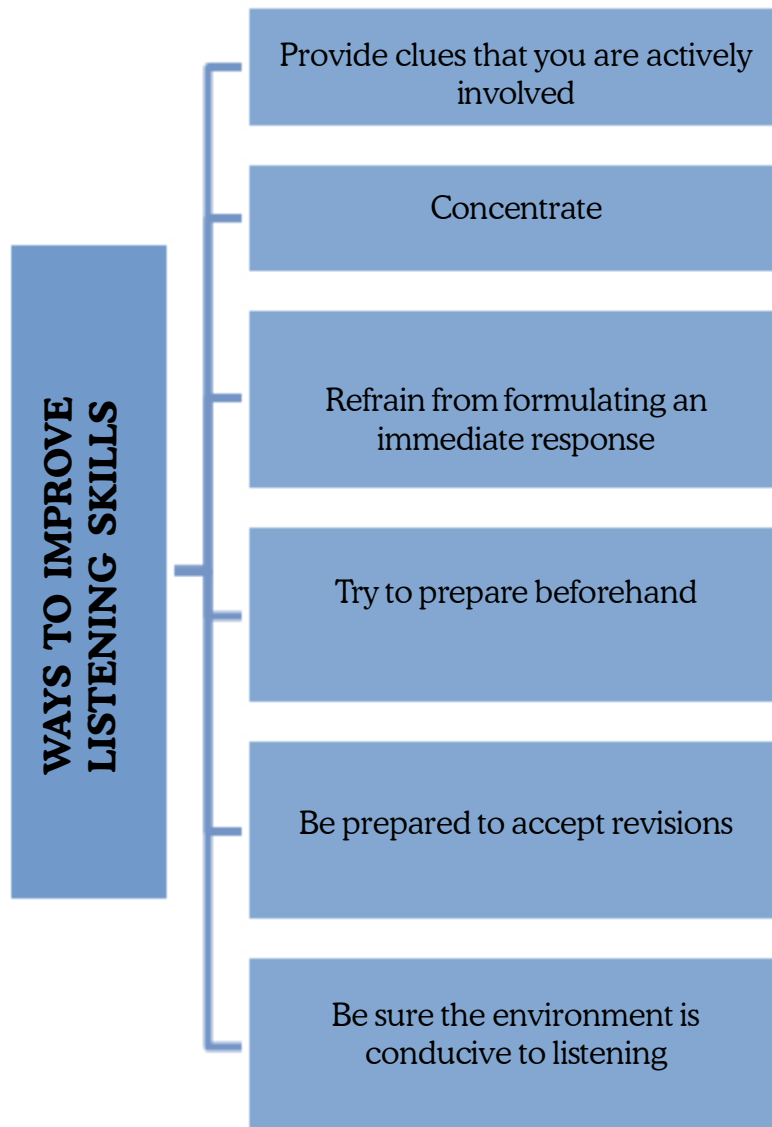 WAYS TO IMPROVE
LISTENING SKILLS
Provide clues that you are actively
involved
Concentrate
Refrain from formulating an
immediate response
Try to prepare beforehand
Be prepared to accept revisions
Be sure the environment is
conducive to listening